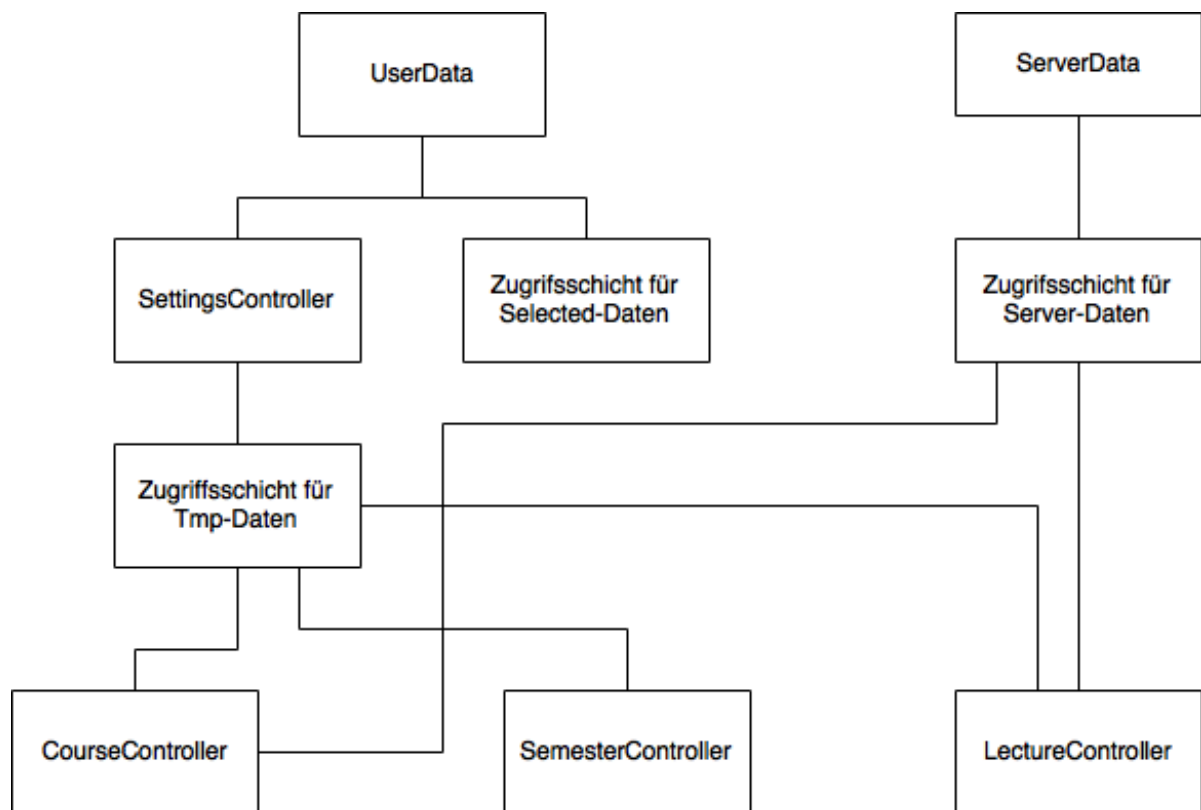 UserData
ServerData
SettingsController
Zugrifsschicht für
Selected-Daten
Zugrifsschicht für
Server-Daten
Zugriffsschicht für
Tmp-Daten
CourseController
SemesterController
LectureController